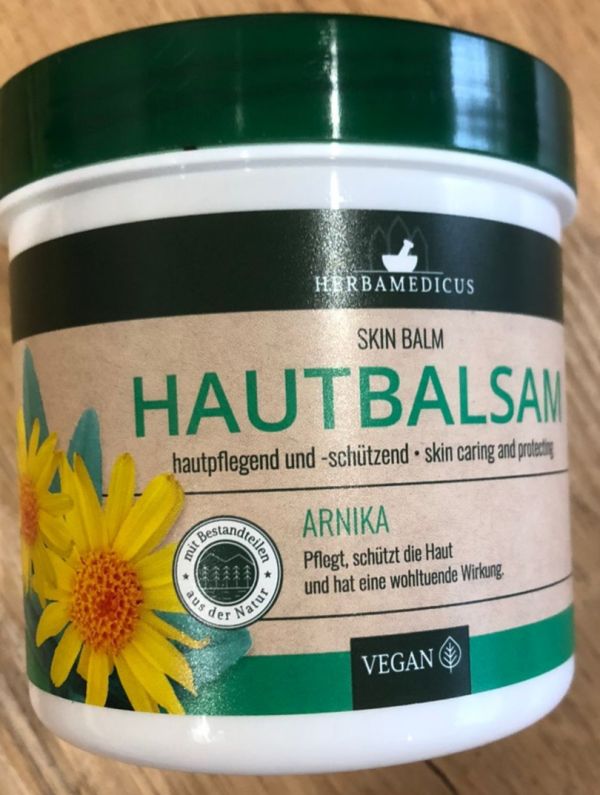 HERBAMEDICUS
SKIN BALM
HAUTBALSAM
hautpflegend und -schützend • skin caring and protecting
mit Bestandteilen
aus der Natur
ARNIKA
Pflegt, schützt die Haut
und hat eine wohltuende Wirkung.
VEGAN